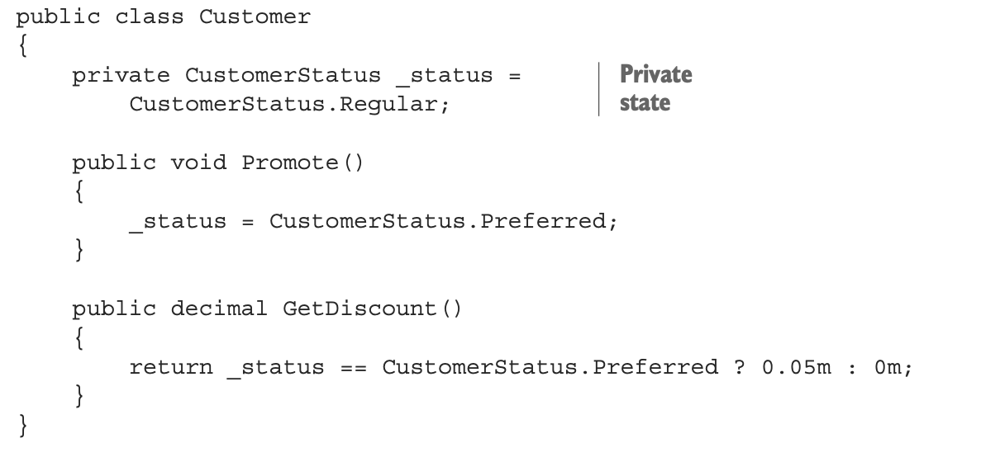 public class Customer
{
    private CustomerStatus _status =
        CustomerStatus.Regular;
Private
state

    public void Promote()
    {
        _status = CustomerStatus.Preferred;
    }

    public decimal GetDiscount()
    {
        return _status == CustomerStatus.Preferred ? 0.05m : 0m;
    }
}